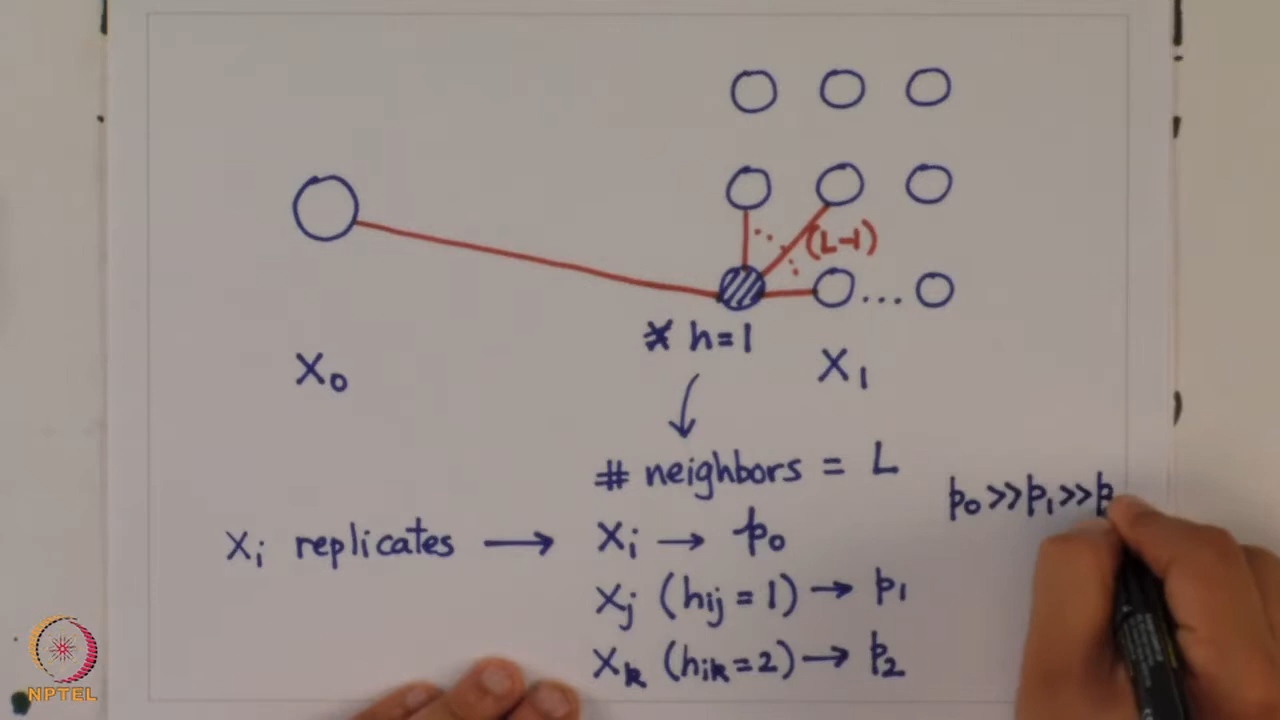 (L-1)
* h=1
X₀
X₁
# neighbors = L
p₀ >> p₁ >> p
Xᵢ replicates → Xᵢ → p₀
Xⱼ (hᵢⱼ = 1) → p₁
Xₖ (hᵢₖ = 2) → p₂
NPTEL